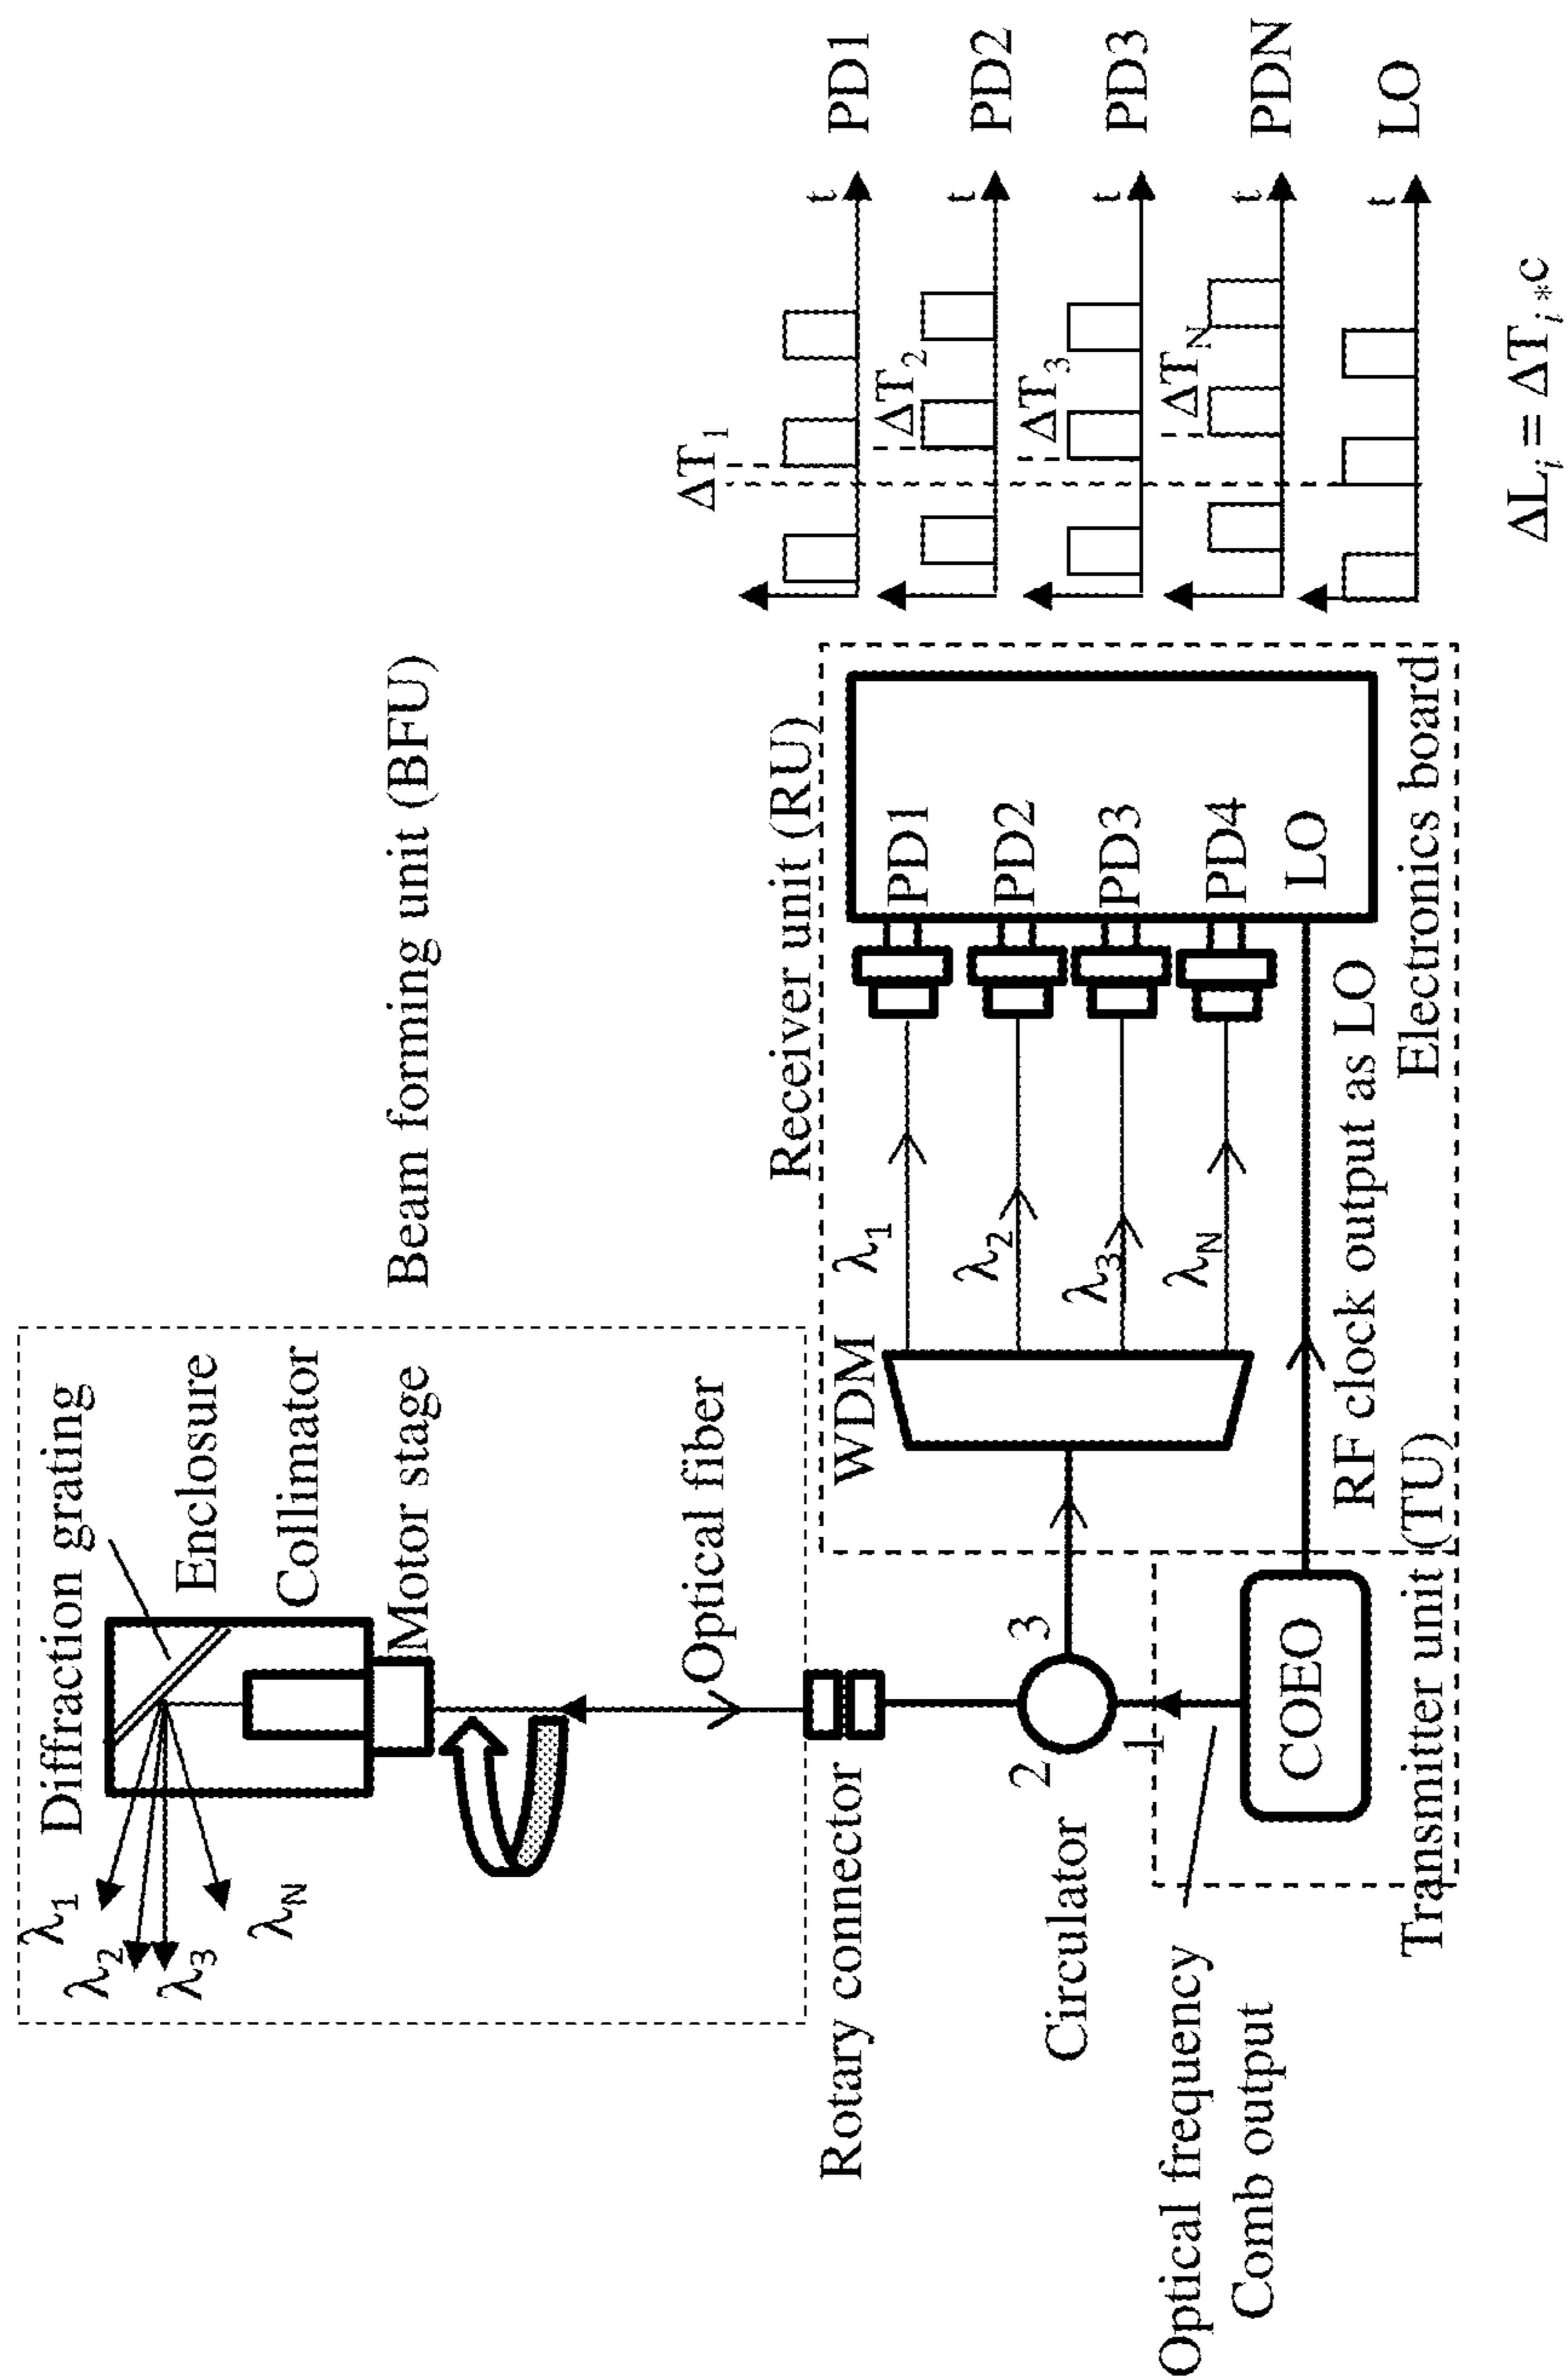 Diffraction grating
Enclosure
Collimator
Motor stage
Optical fiber
Beam forming unit (BFU)
λ1
λ2
λ3
λN
Rotary connector
Circulator
2
3
1
Optical frequency
Comb output
COEO
Transmitter unit (TU)
Receiver unit (RU)
WDM
λ1
λ2
λ3
λN
PD1
PD2
PD3
PD4
LO
RF clock output as LO
Electronics board
ΔT1
t
PD1
ΔT2
t
PD2
ΔT3
t
PD3
ΔTN
t
PDN
t
LO
ΔLi = ΔTi*c